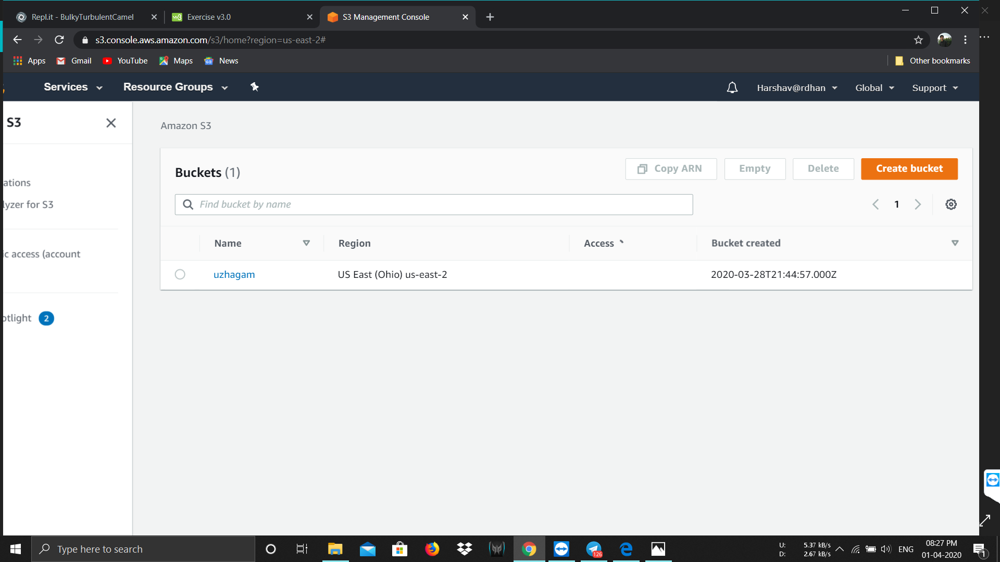 Repl.it - BulkyTurbulentCamel
Exercise v3.0
S3 Management Console
s3.console.aws.amazon.com/s3/home?region=us-east-2#
Apps
Gmail
YouTube
Maps
News
Other bookmarks
Services
Resource Groups
Harshav@rdhan
Global
Support
S3
ations
lyzer for S3
ic access (account
otlight 2
Amazon S3
Buckets (1)
Copy ARN
Empty
Delete
Create bucket
Find bucket by name
1
Name
Region
Access
Bucket created
uzhagam
US East (Ohio) us-east-2
2020-03-28T21:44:57.000Z
Type here to search
126
U: 5.37 kB/s
D: 2.67 kB/s
ENG
08:27 PM
01-04-2020
1